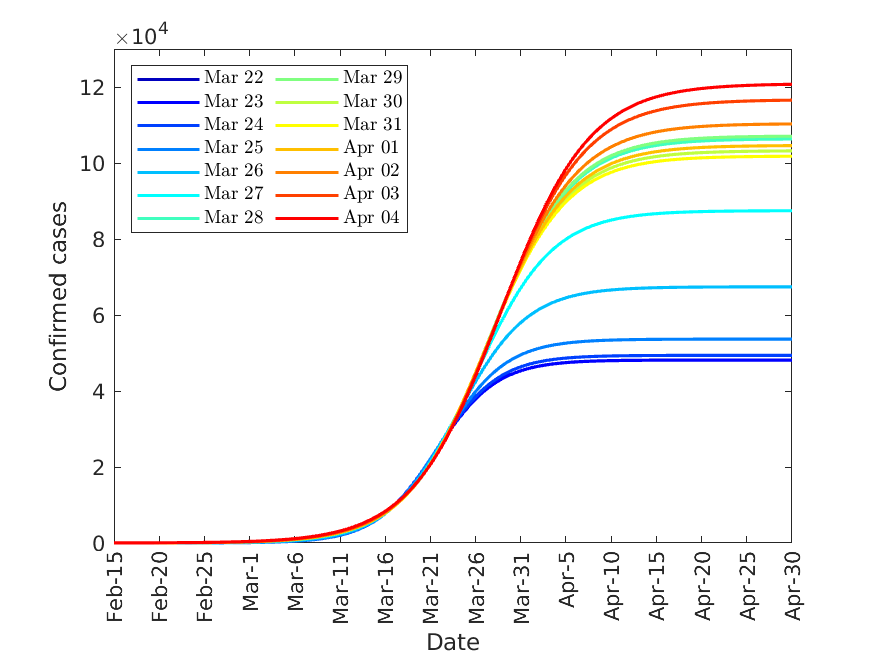 ×10^4
12
10
8
6
4
2
0
Confirmed cases
Mar 22 Mar 29
Mar 23 Mar 30
Mar 24 Mar 31
Mar 25 Apr 01
Mar 26 Apr 02
Mar 27 Apr 03
Mar 28 Apr 04
Feb-15 Feb-20 Feb-25 Mar-1 Mar-6 Mar-11 Mar-16 Mar-21 Mar-26 Mar-31 Apr-5 Apr-10 Apr-15 Apr-20 Apr-25 Apr-30
Date